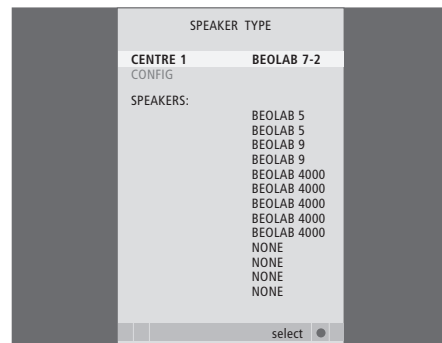 SPEAKER TYPE
CENTRE 1 BEOLAB 7-2
CONFIG
SPEAKERS:
BEOLAB 5
BEOLAB 5
BEOLAB 9
BEOLAB 9
BEOLAB 4000
BEOLAB 4000
BEOLAB 4000
BEOLAB 4000
BEOLAB 4000
NONE
NONE
NONE
NONE
select